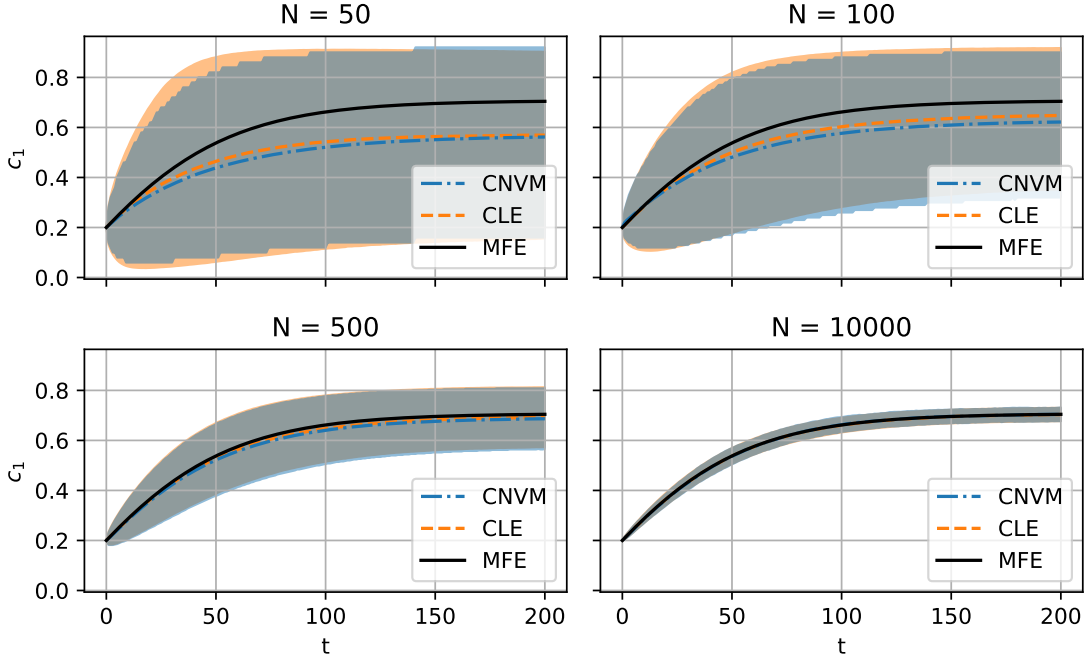 N = 50
0.8
0.6
0.4
0.2
0.0
c₁
CNVM
CLE
MFE
N = 100
CNVM
CLE
MFE
N = 500
0.8
0.6
0.4
0.2
0.0
c₁
0
50
100
150
200
t
CNVM
CLE
MFE
N = 10000
0
50
100
150
200
t
CNVM
CLE
MFE